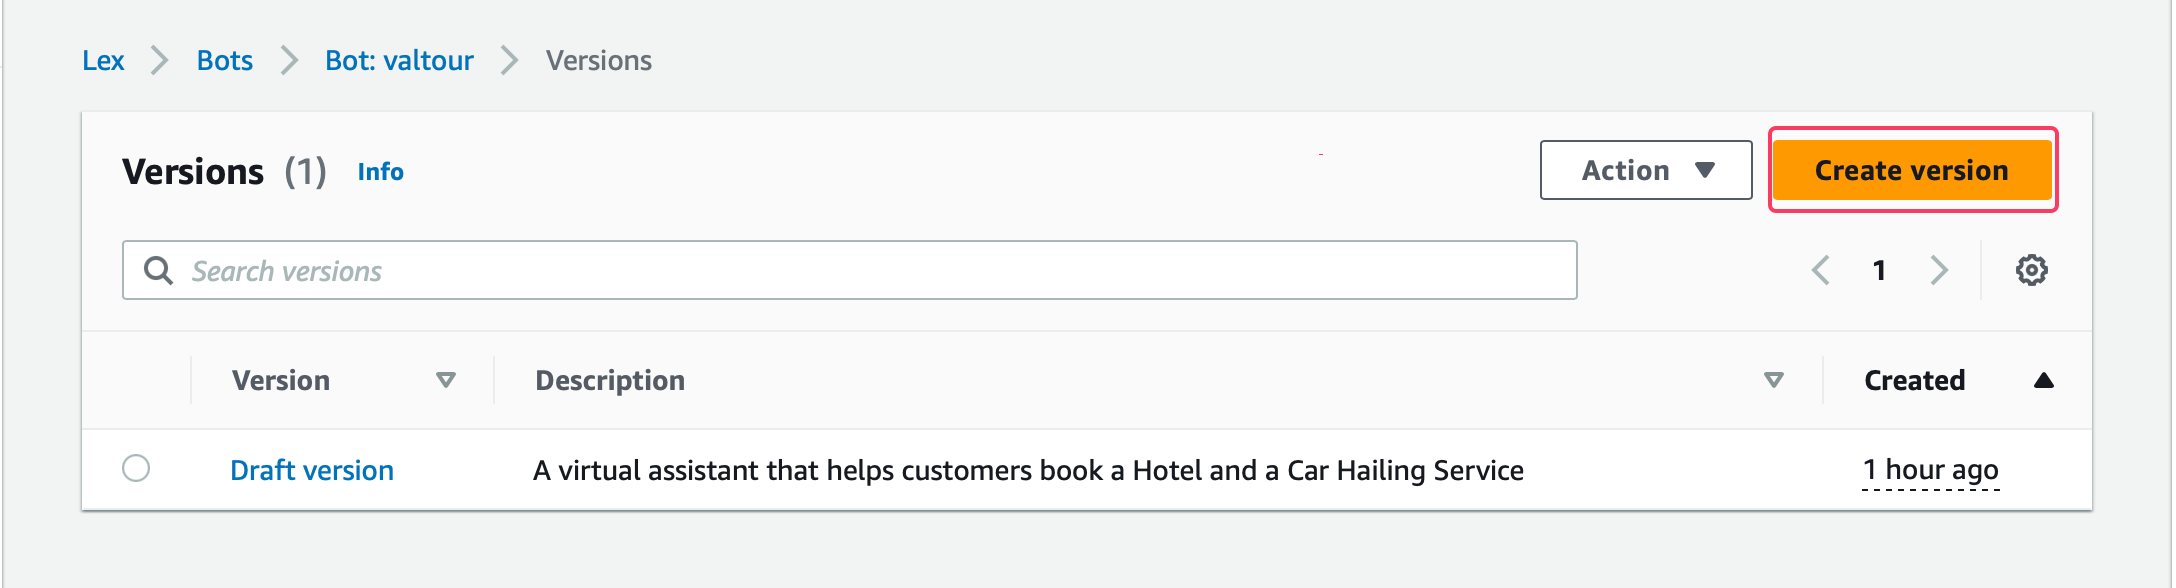 Lex Bots Bot: valtour Versions
Versions (1) Info Action Create version
Search versions 1
Version Description Created
Draft version A virtual assistant that helps customers book a Hotel and a Car Hailing Service 1 hour ago